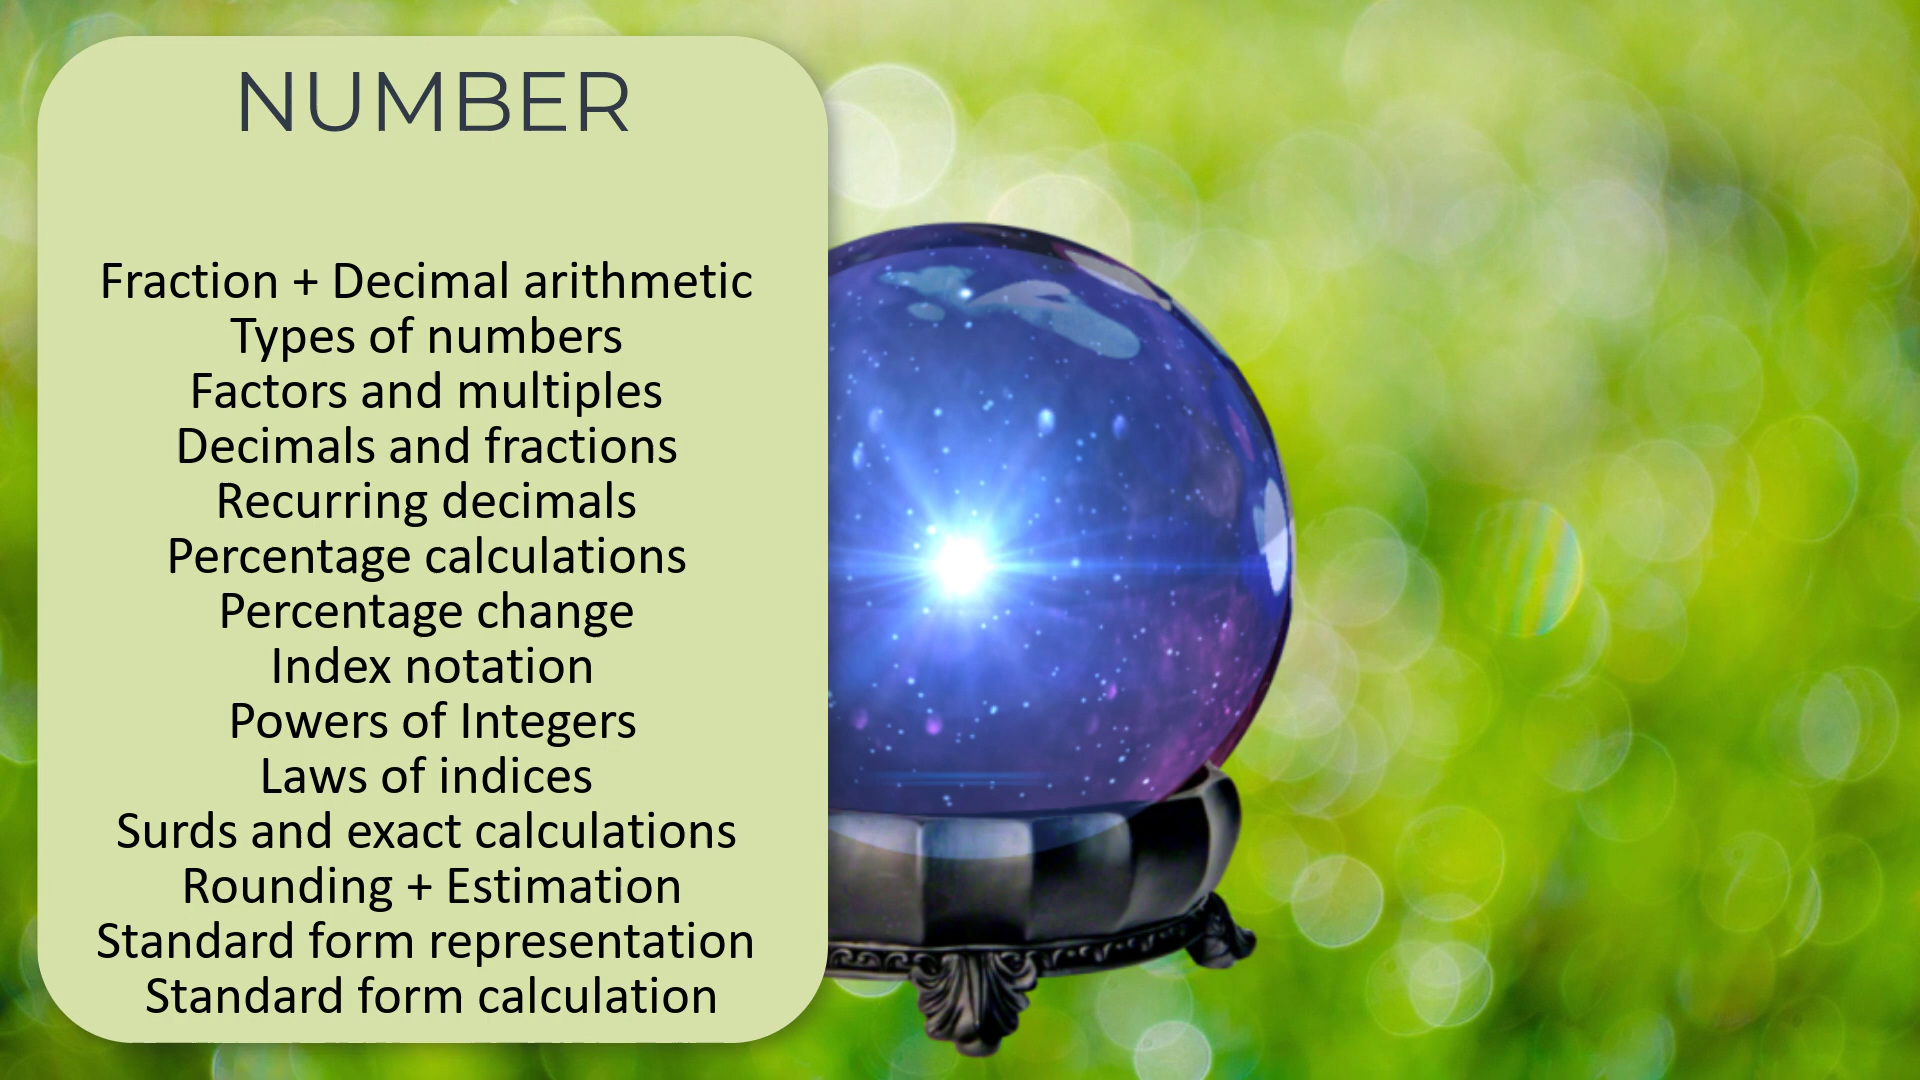 NUMBER
Fraction + Decimal arithmetic
Types of numbers
Factors and multiples
Decimals and fractions
Recurring decimals
Percentage calculations
Percentage change
Index notation
Powers of Integers
Laws of indices
Surds and exact calculations
Rounding + Estimation
Standard form representation
Standard form calculation